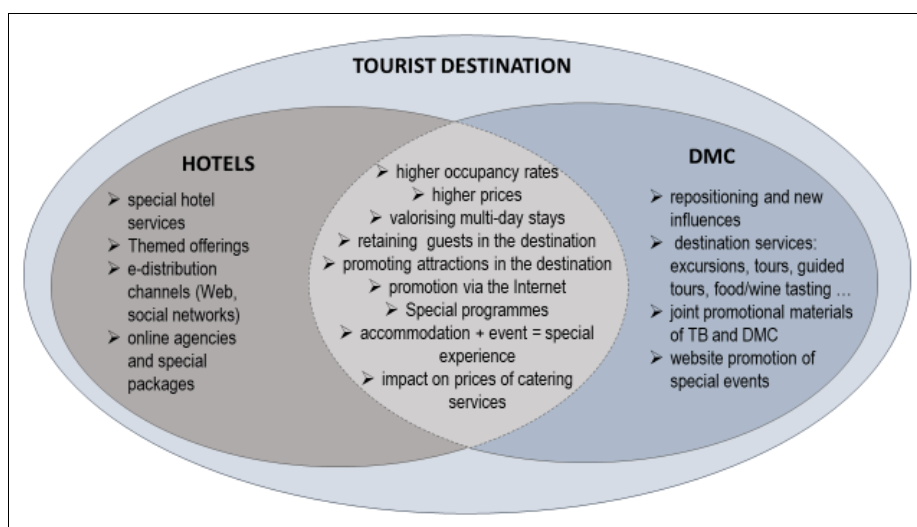 TOURIST DESTINATION
HOTELS
➢ special hotel
services
➢ Themed offerings
➢ e-distribution
channels (Web,
social networks)
➢ online agencies
and special
packages
➢ higher occupancy rates
➢ higher prices
➢ valorising multi-day stays
➢ retaining guests in the destination
➢ promoting attractions in the destination
➢ promotion via the Internet
➢ Special programmes
➢ accommodation + event = special
experience
➢ impact on prices of catering
services
DMC
➢ repositioning and new
influences
➢ destination services:
excursions, tours, guided
tours, food/wine tasting ...
➢ joint promotional materials
of TB and DMC
➢ website promotion of
special events